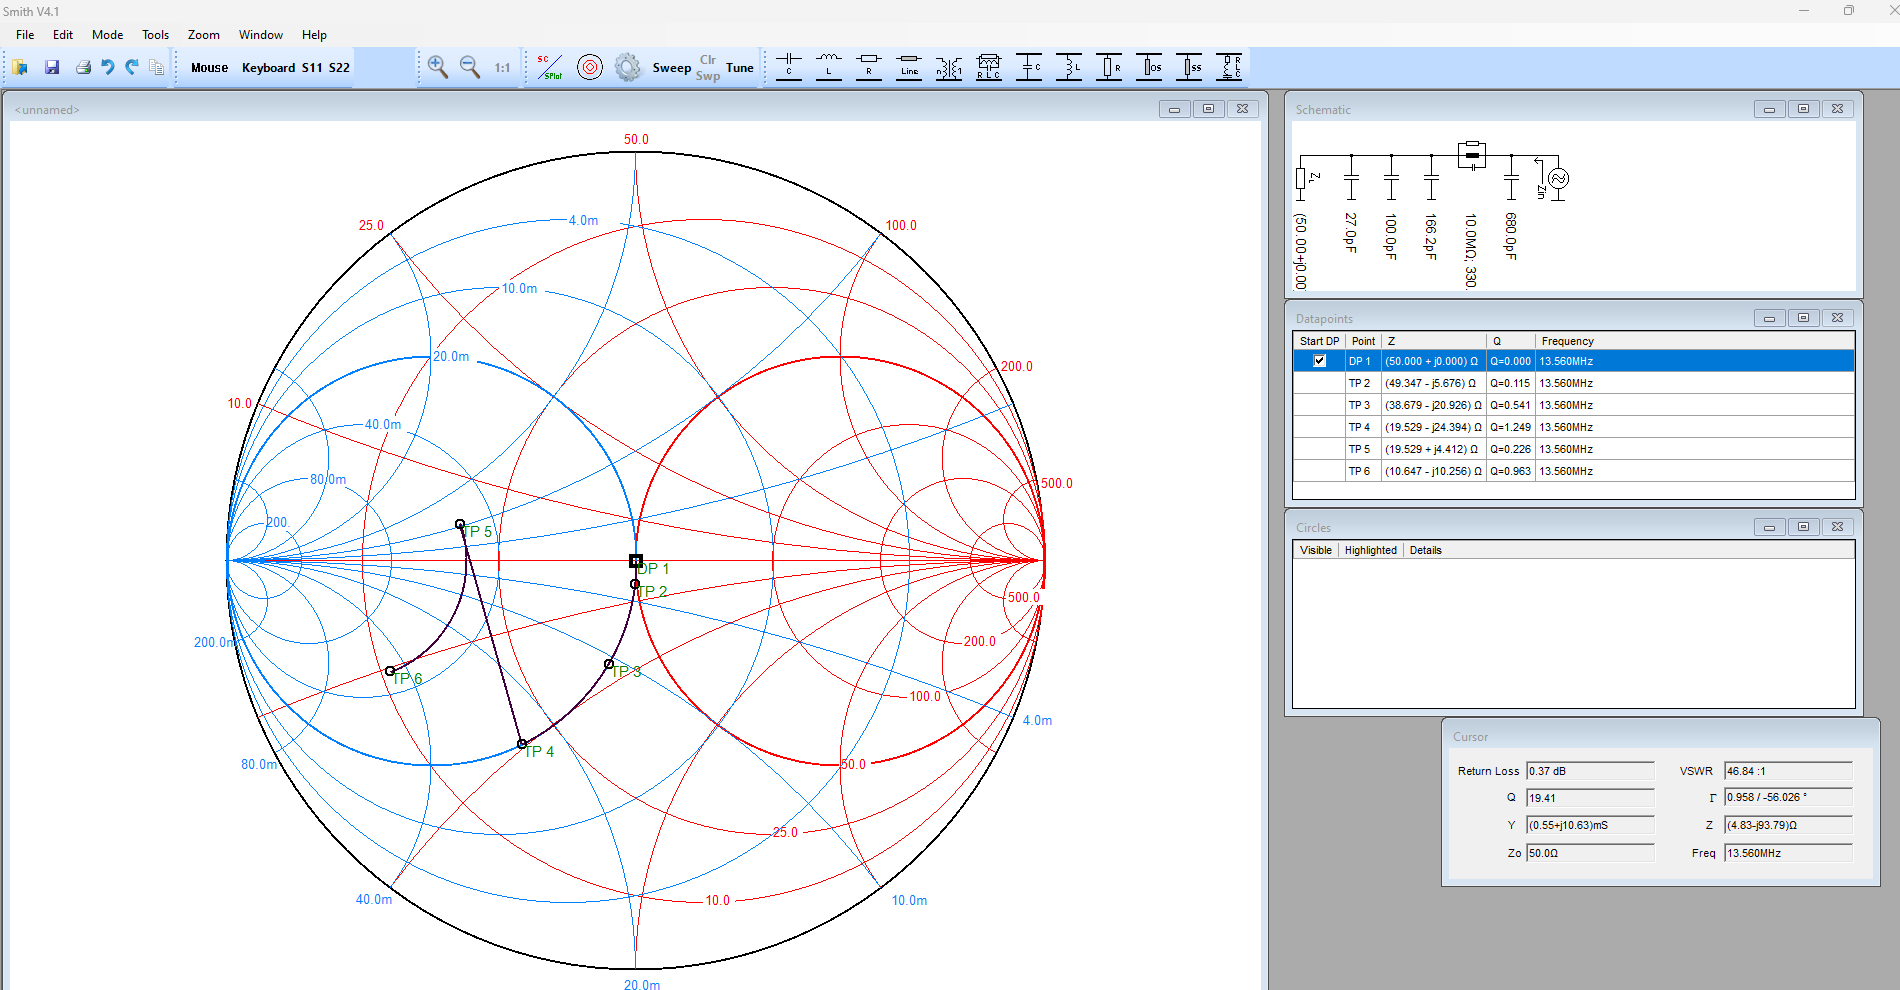 Smith V4.1
File Edit Mode Tools Zoom Window Help
1:1 SC SPlot Sweep Clr Swp Tune
Mouse Keyboard S11 S22
C L R Line n 1 R L C C L R OS SS R L C
<unnamed>
50.0
25.0 4.0m 100.0
10.0m
20.0m 200.0
10.0
40.0m
80.0m 500.0
200.
TP 5
DP 1
TP 2
500.0
200.0m 200.0
TP 3
TP 6
100.0
4.0m
TP 4
80.0m 50.0
25.0
40.0m 10.0 10.0m
20.0m
Schematic
ZL
Zin
(50.00+j0.00
27.0pF
100.0pF
166.2pF
10.0MΩ; 330.
680.0pF
Datapoints
Start DP Point Z Q Frequency
DP 1 (50.000 + j0.000) Ω Q=0.000 13.560MHz
TP 2 (49.347 - j5.676) Ω Q=0.115 13.560MHz
TP 3 (38.679 - j20.926) Ω Q=0.541 13.560MHz
TP 4 (19.529 - j24.394) Ω Q=1.249 13.560MHz
TP 5 (19.529 + j4.412) Ω Q=0.226 13.560MHz
TP 6 (10.647 - j10.256) Ω Q=0.963 13.560MHz
Circles
Visible Highlighted Details
Cursor
Return Loss 0.37 dB VSWR 46.84 :1
Q 19.41 Γ 0.958 / -56.026 °
Y (0.55+j10.63)mS Z (4.83-j93.79)Ω
Zo 50.0Ω Freq 13.560MHz